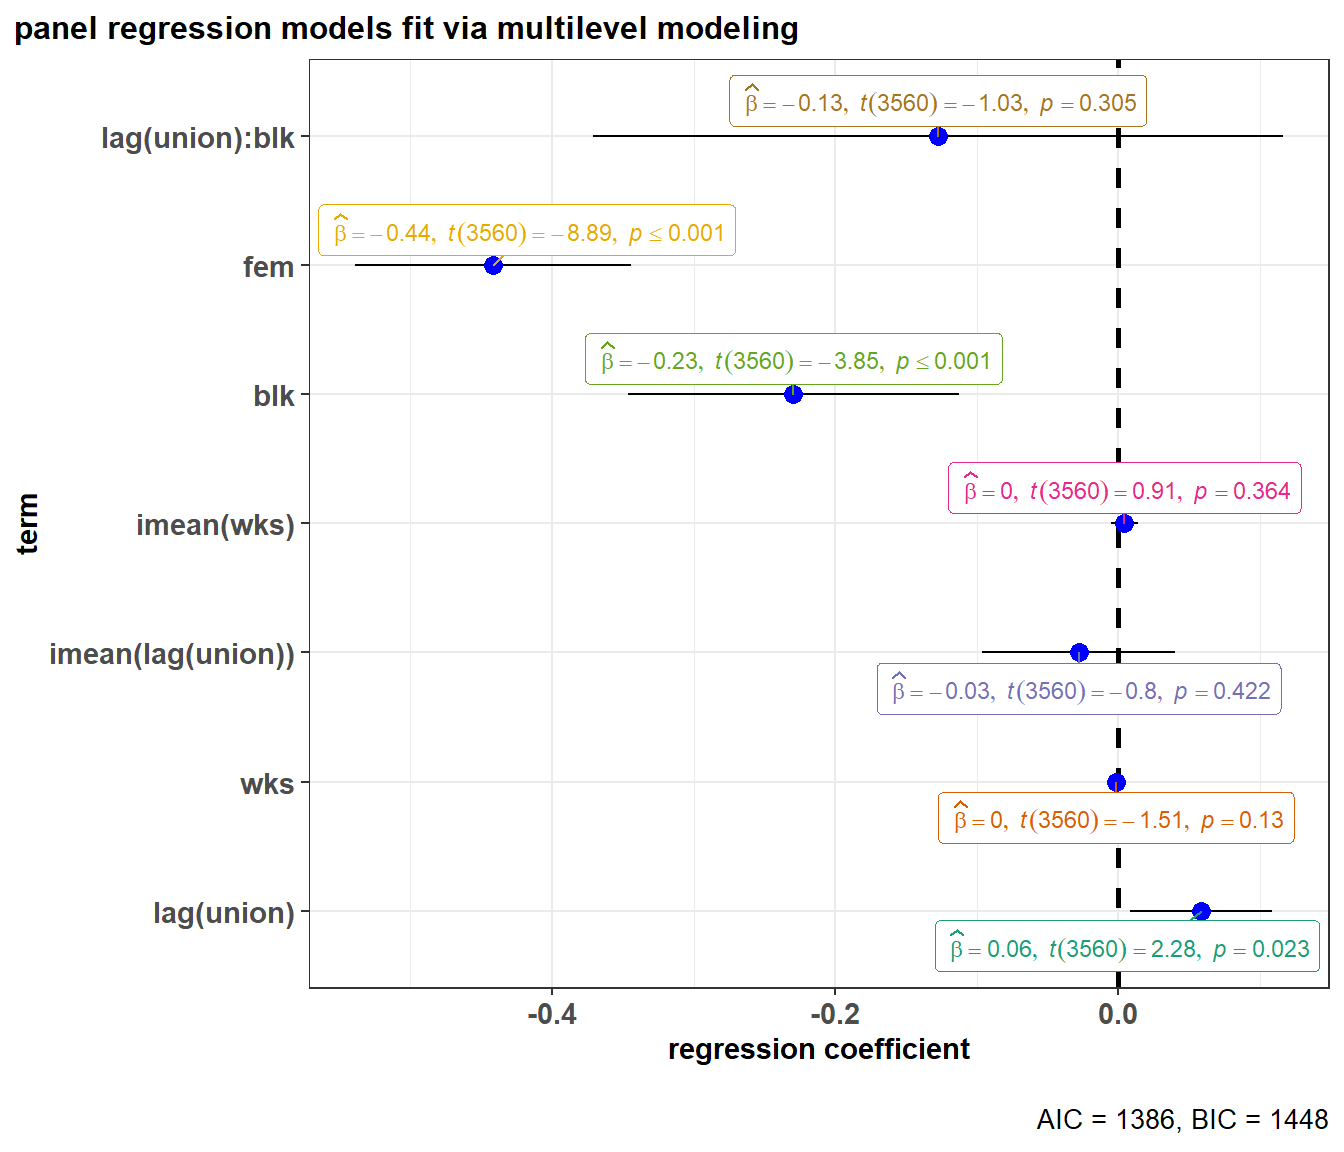 panel regression models fit via multilevel modeling
term
lag(union):blk
β̂ = −0.13, t(3560) = −1.03, p = 0.305
fem
β̂ = −0.44, t(3560) = −8.89, p ≤ 0.001
blk
β̂ = −0.23, t(3560) = −3.85, p ≤ 0.001
imean(wks)
β̂ = 0, t(3560) = 0.91, p = 0.364
imean(lag(union))
β̂ = −0.03, t(3560) = −0.8, p = 0.422
wks
β̂ = 0, t(3560) = −1.51, p = 0.13
lag(union)
β̂ = 0.06, t(3560) = 2.28, p = 0.023
-0.4 -0.2 0.0
regression coefficient
AIC = 1386, BIC = 1448